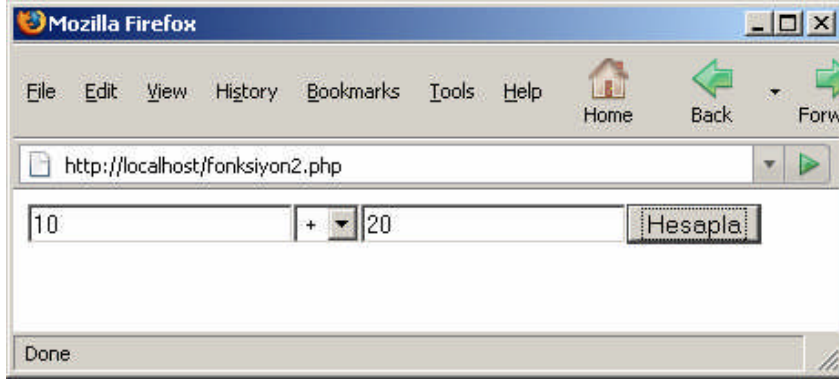 Mozilla Firefox
File Edit View History Bookmarks Tools Help Home Back Forw
http://localhost/fonksiyon2.php
10 + 20 Hesapla
Done